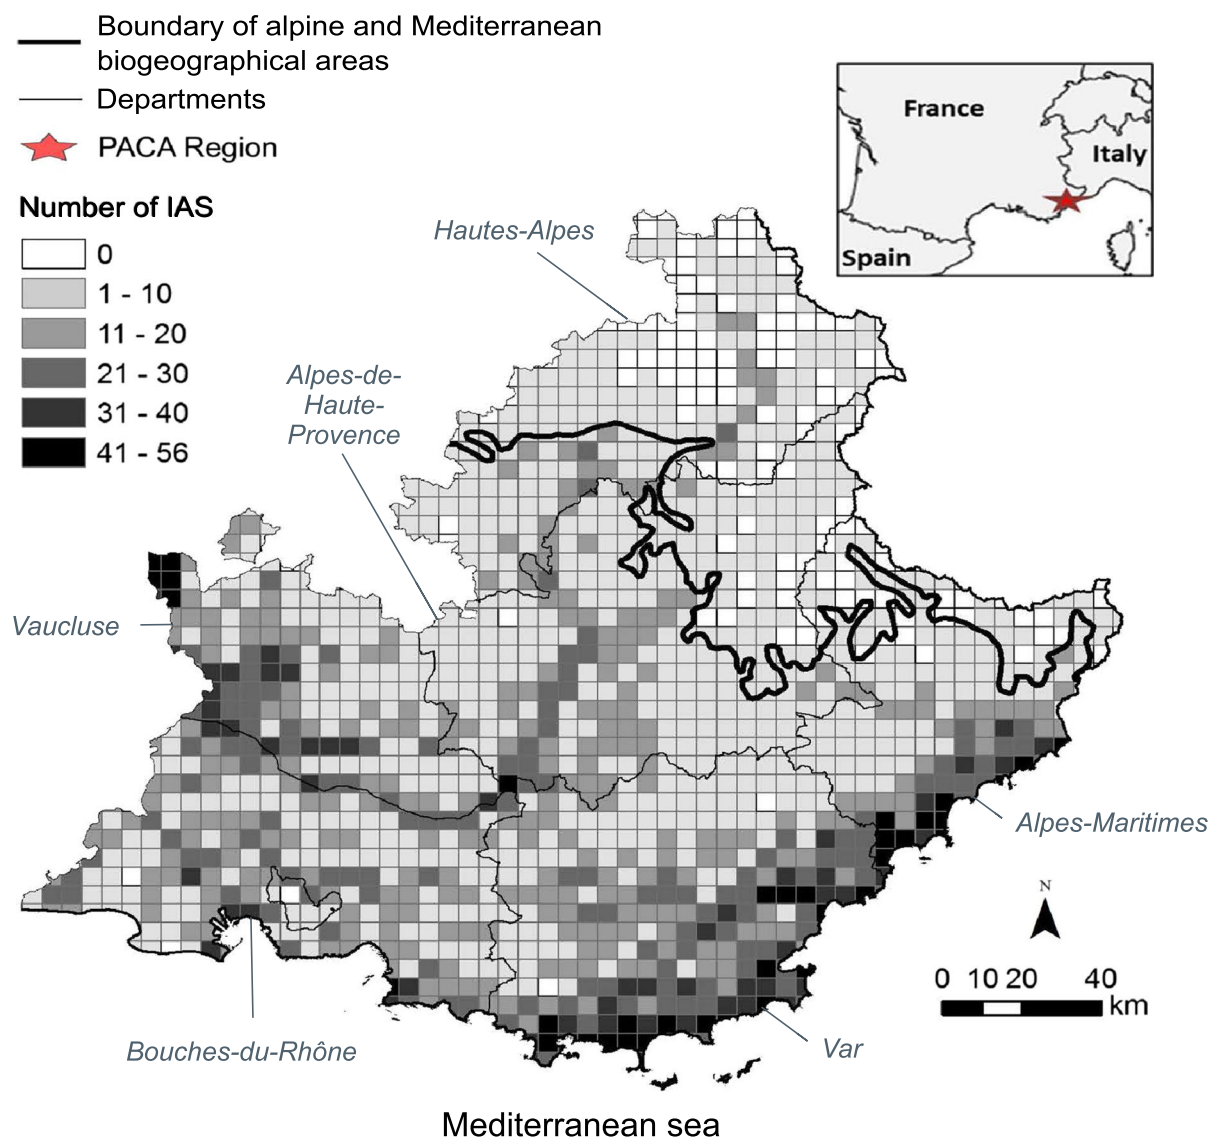 Boundary of alpine and Mediterranean
biogeographical areas
Departments
PACA Region
Number of IAS
0
1 - 10
11 - 20
21 - 30
31 - 40
41 - 56
France
Italy
Spain
Hautes-Alpes
Alpes-de-
Haute-
Provence
Vaucluse
Alpes-Maritimes
N
0 10 20 40
km
Bouches-du-Rhône
Var
Mediterranean sea